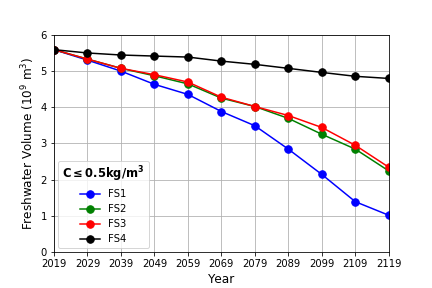 6
5
4
3
2
1
0
Freshwater Volume (10⁹ m³)
C ≤ 0.5kg/m³
FS1
FS2
FS3
FS4
2019 2029 2039 2049 2059 2069 2079 2089 2099 2109 2119
Year